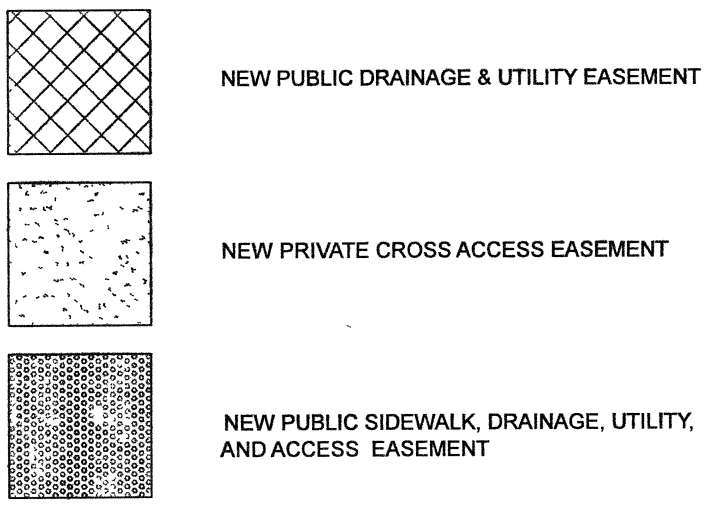 NEW PUBLIC DRAINAGE & UTILITY EASEMENT
NEW PRIVATE CROSS ACCESS EASEMENT
NEW PUBLIC SIDEWALK, DRAINAGE, UTILITY,
AND ACCESS EASEMENT